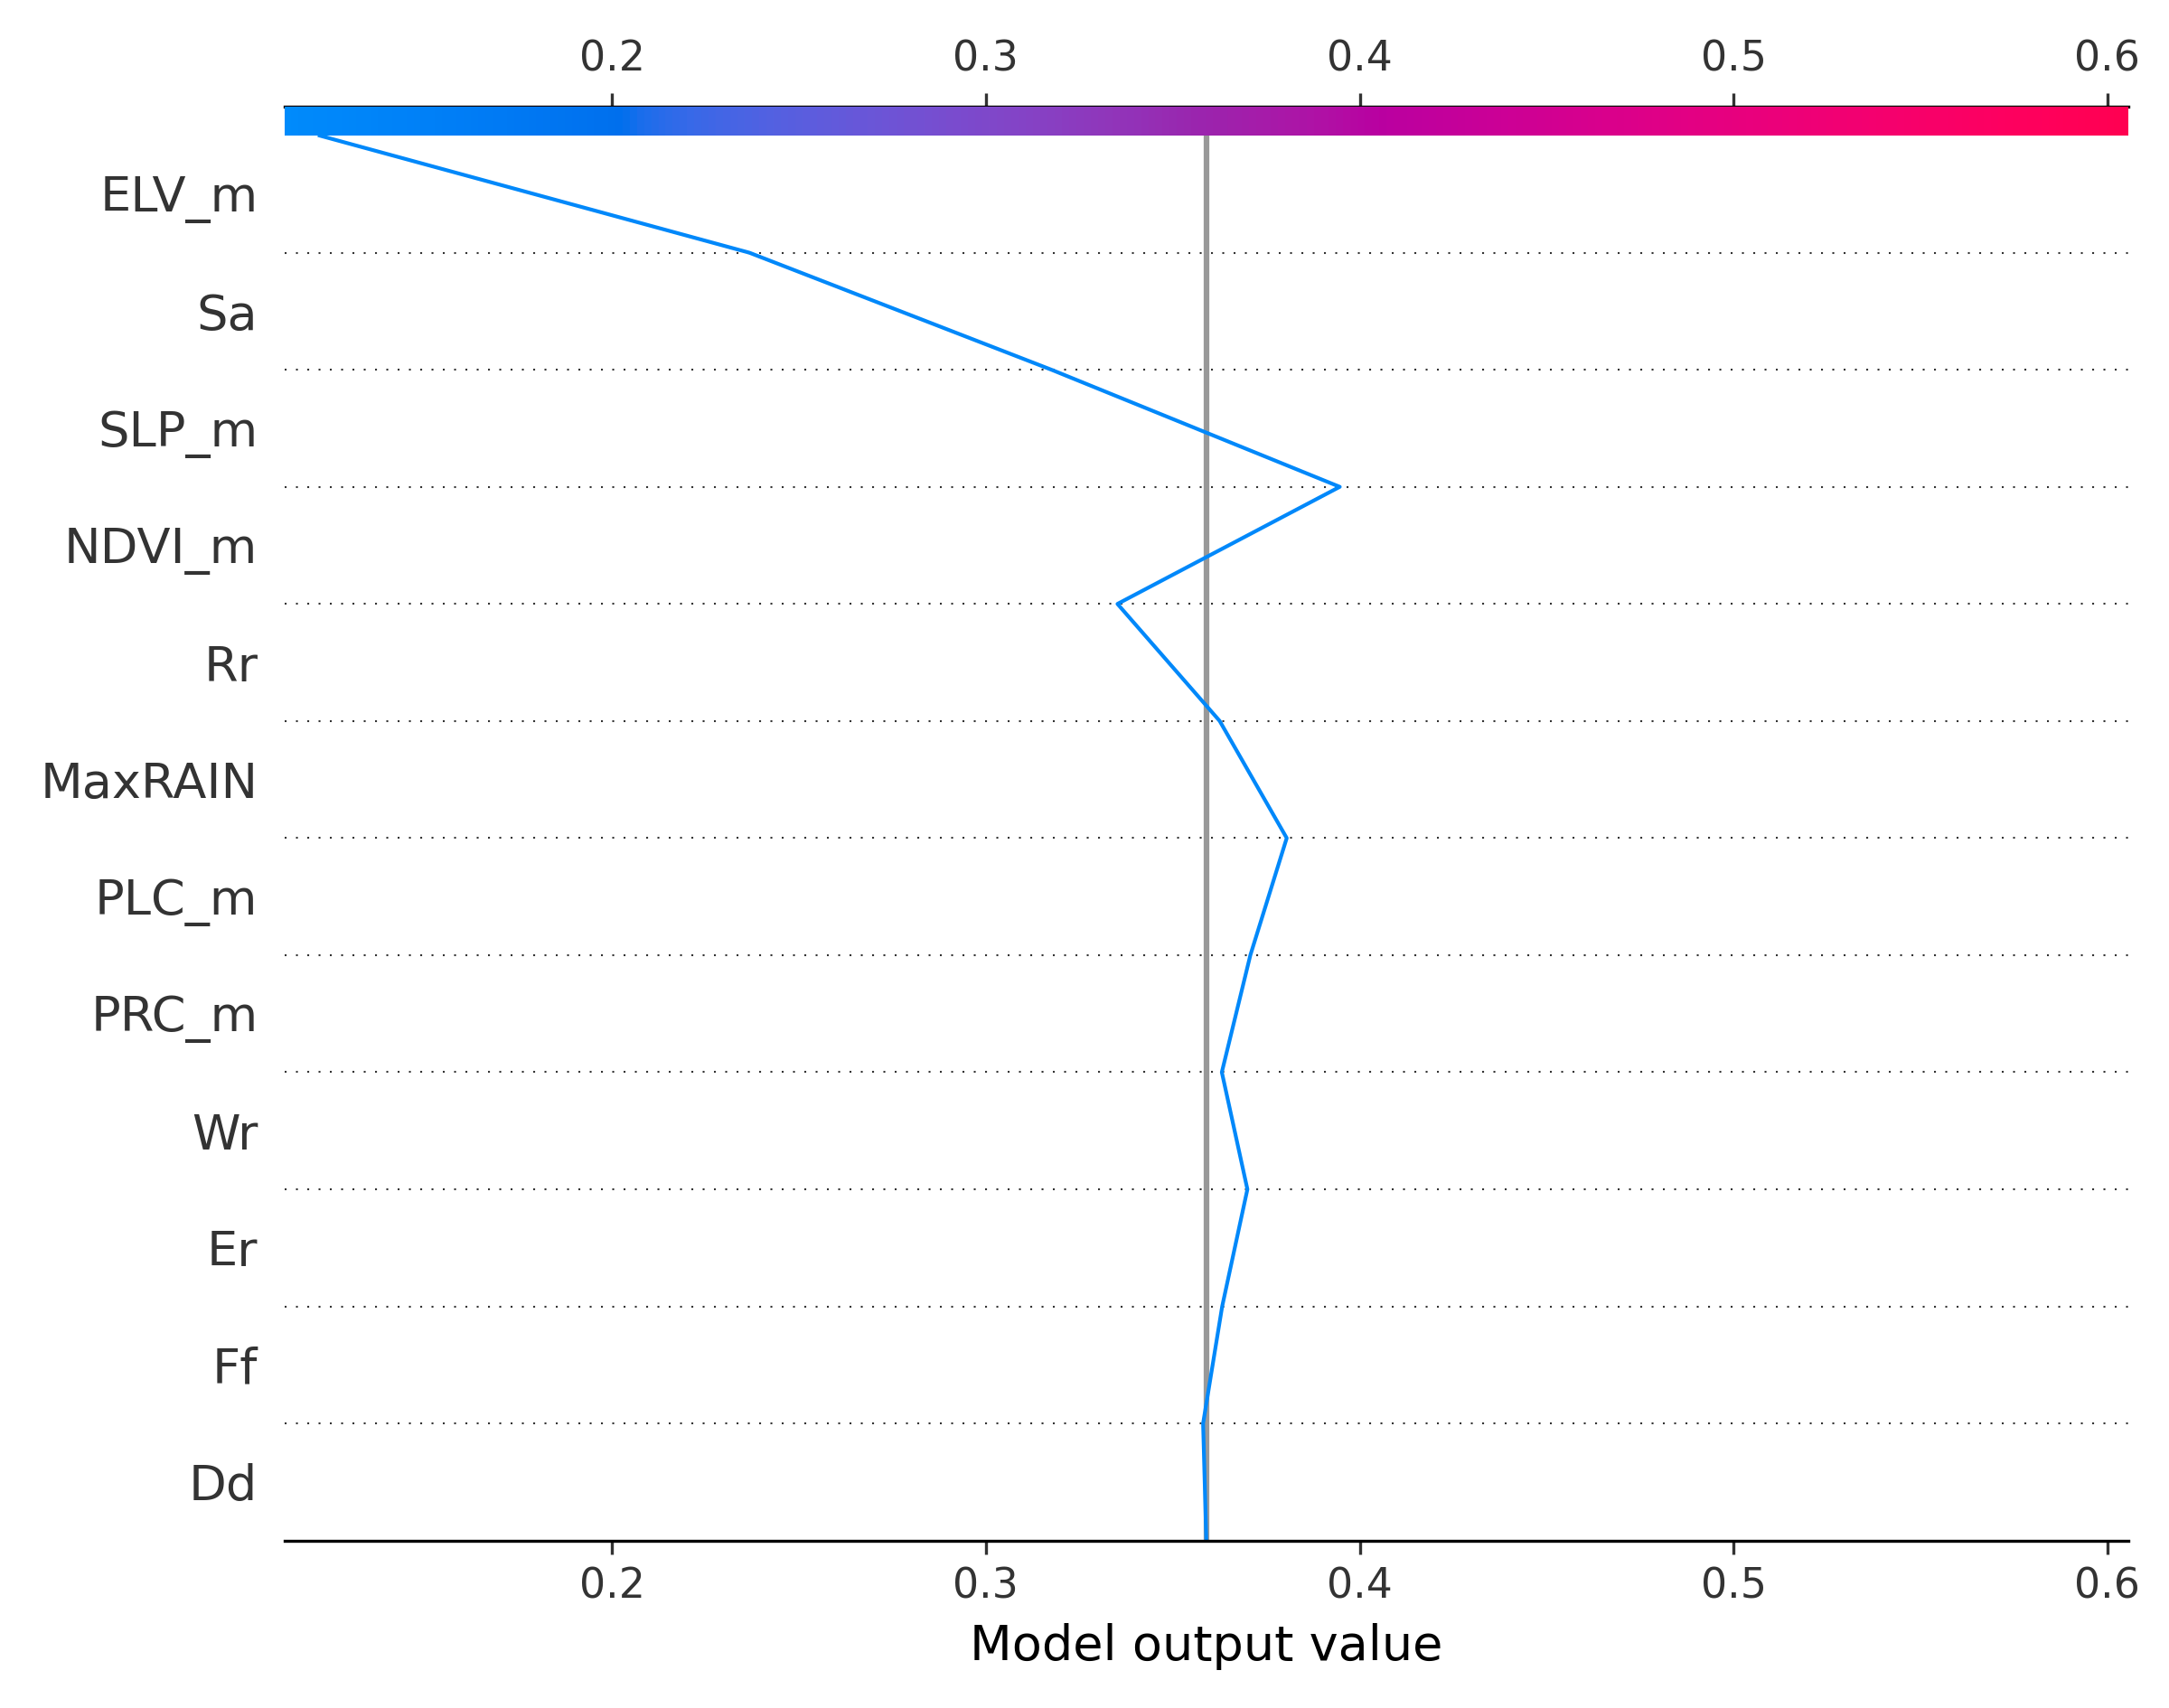 0.2 0.3 0.4 0.5 0.6
ELV_m
Sa
SLP_m
NDVI_m
Rr
MaxRAIN
PLC_m
PRC_m
Wr
Er
Ff
Dd
0.2 0.3 0.4 0.5 0.6
Model output value